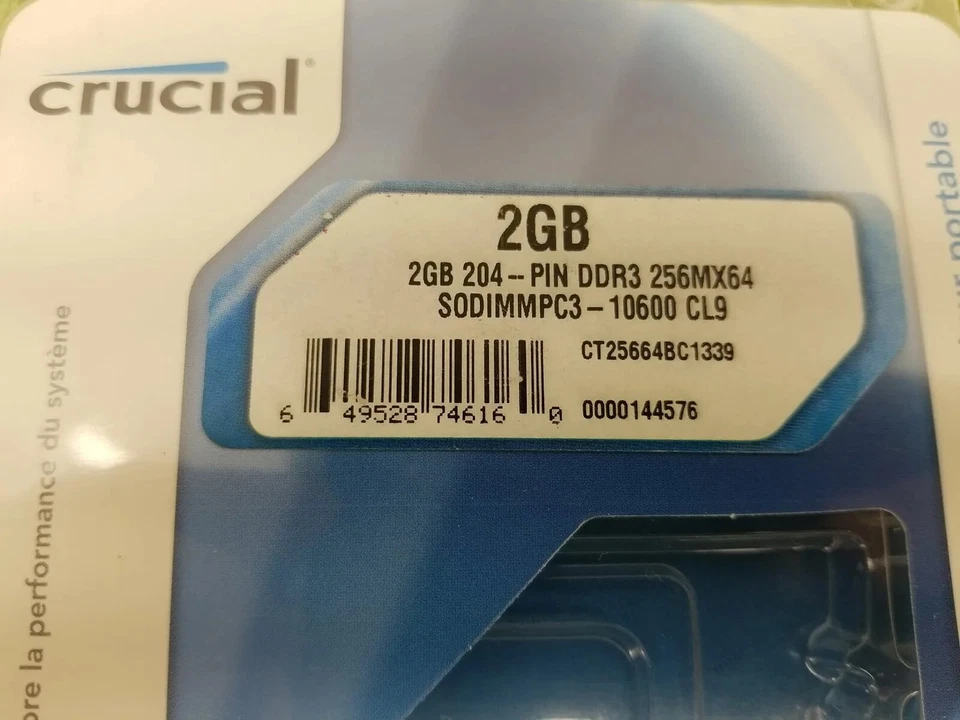 crucial
2GB
2GB 204-- PIN DDR3 256MX64
SODIMMPC3 – 10600 CL9
CT25664BC1339
6 49528 74616 0
0000144576
la performance du système
portable